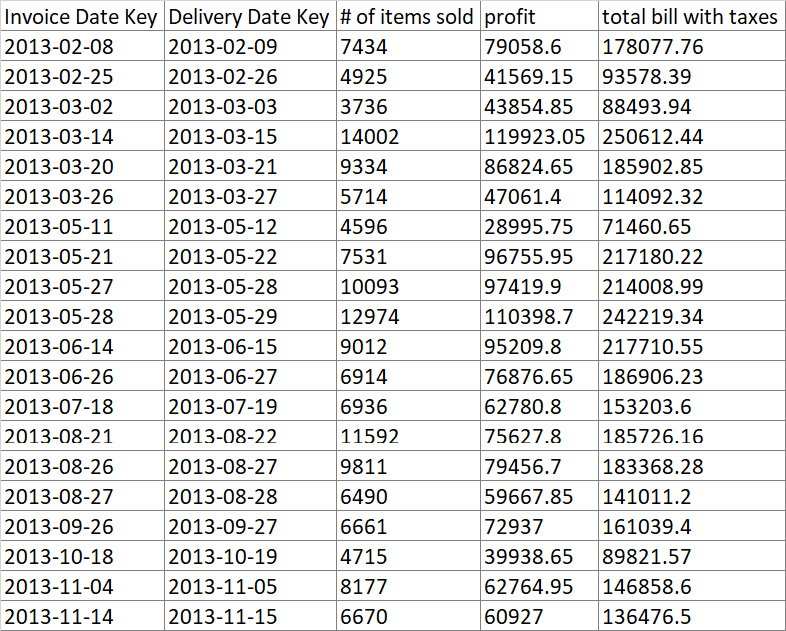 Invoice Date Key Delivery Date Key # of items sold profit total bill with taxes
2013-02-08 2013-02-09 7434 79058.6 178077.76
2013-02-25 2013-02-26 4925 41569.15 93578.39
2013-03-02 2013-03-03 3736 43854.85 88493.94
2013-03-14 2013-03-15 14002 119923.05 250612.44
2013-03-20 2013-03-21 9334 86824.65 185902.85
2013-03-26 2013-03-27 5714 47061.4 114092.32
2013-05-11 2013-05-12 4596 28995.75 71460.65
2013-05-21 2013-05-22 7531 96755.95 217180.22
2013-05-27 2013-05-28 10093 97419.9 214008.99
2013-05-28 2013-05-29 12974 110398.7 242219.34
2013-06-14 2013-06-15 9012 95209.8 217710.55
2013-06-26 2013-06-27 6914 76876.65 186906.23
2013-07-18 2013-07-19 6936 62780.8 153203.6
2013-08-21 2013-08-22 11592 75627.8 185726.16
2013-08-26 2013-08-27 9811 79456.7 183368.28
2013-08-27 2013-08-28 6490 59667.85 141011.2
2013-09-26 2013-09-27 6661 72937 161039.4
2013-10-18 2013-10-19 4715 39938.65 89821.57
2013-11-04 2013-11-05 8177 62764.95 146858.6
2013-11-14 2013-11-15 6670 60927 136476.5